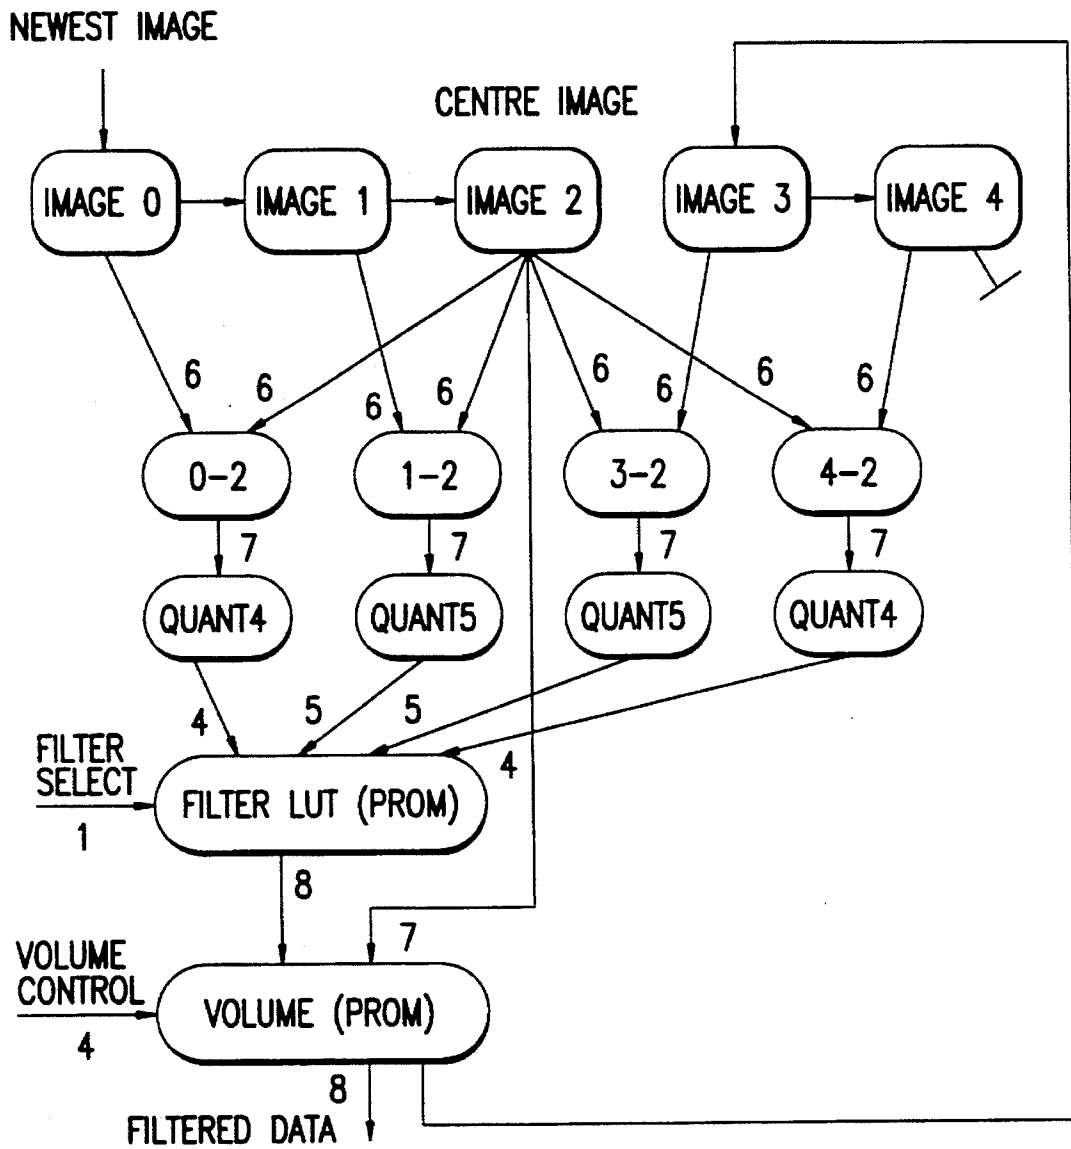 NEWEST IMAGE
CENTRE IMAGE
IMAGE 0
IMAGE 1
IMAGE 2
IMAGE 3
IMAGE 4
6
6
6
6
6
6
6
6
0-2
1-2
3-2
4-2
7
7
7
7
QUANT4
QUANT5
QUANT5
QUANT4
4
5
5
4
FILTER
SELECT
1
FILTER LUT (PROM)
8
7
VOLUME
CONTROL
4
VOLUME (PROM)
8
FILTERED DATA